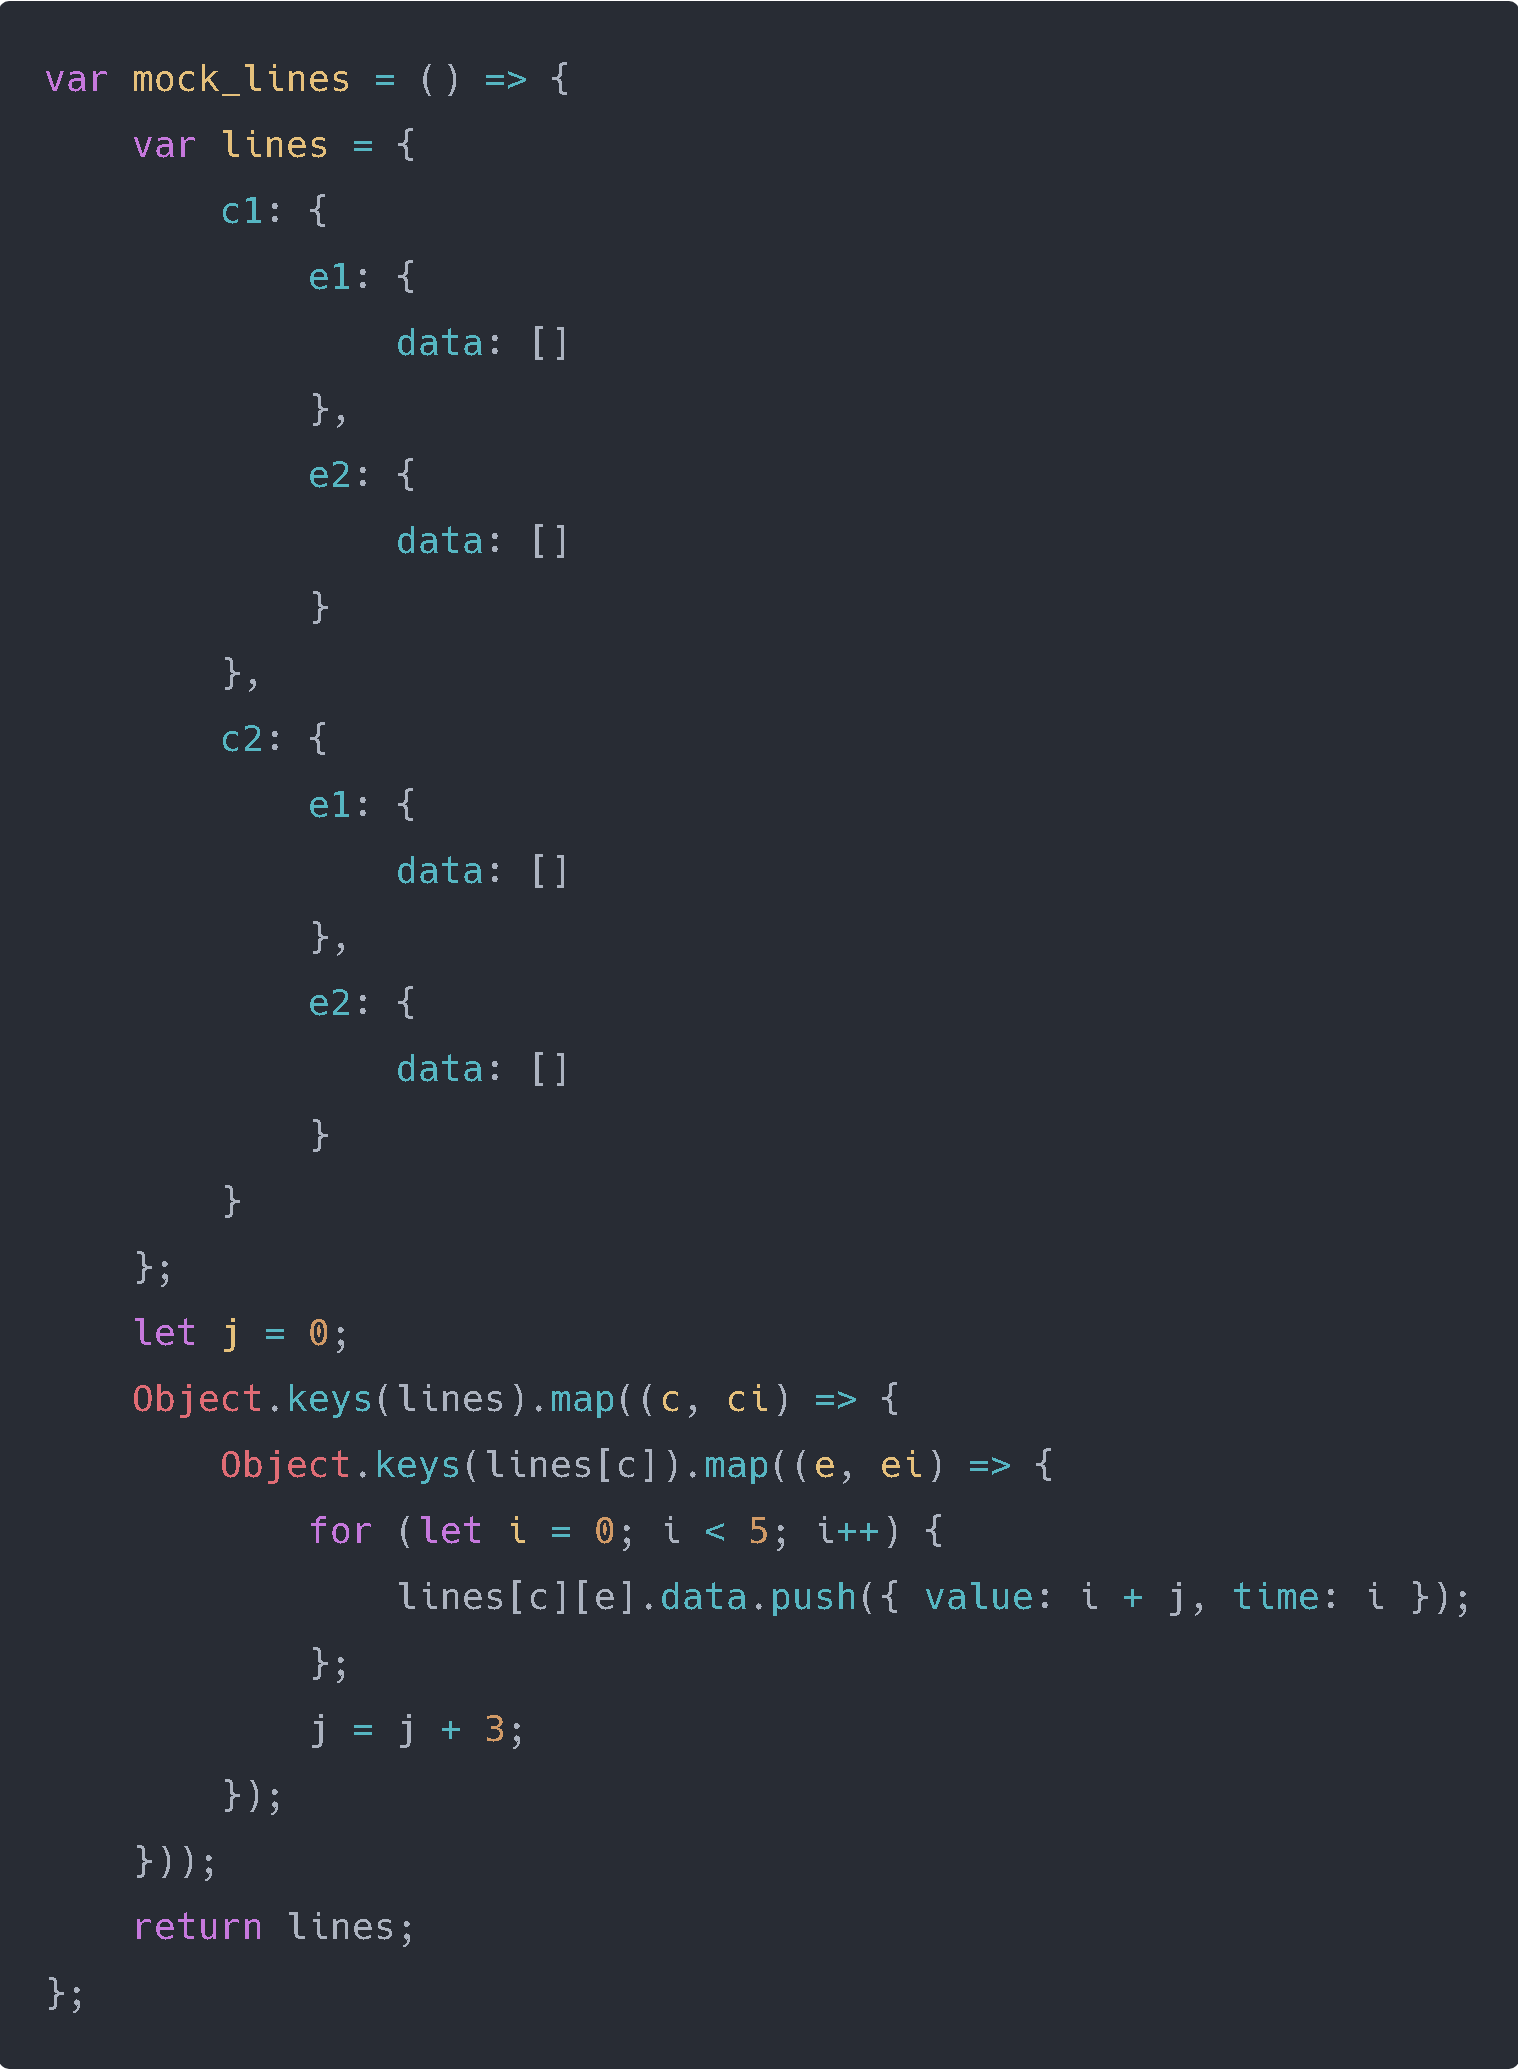 var mock_lines = () => {
    var lines = {
        c1: {
            e1: {
                data: []
            },
            e2: {
                data: []
            }
        },
        c2: {
            e1: {
                data: []
            },
            e2: {
                data: []
            }
        }
    };
    let j = 0;
    Object.keys(lines).map((c, ci) => {
        Object.keys(lines[c]).map((e, ei) => {
            for (let i = 0; i < 5; i++) {
                lines[c][e].data.push({ value: i + j, time: i });
            };
            j = j + 3;
        });
    }));
    return lines;
};